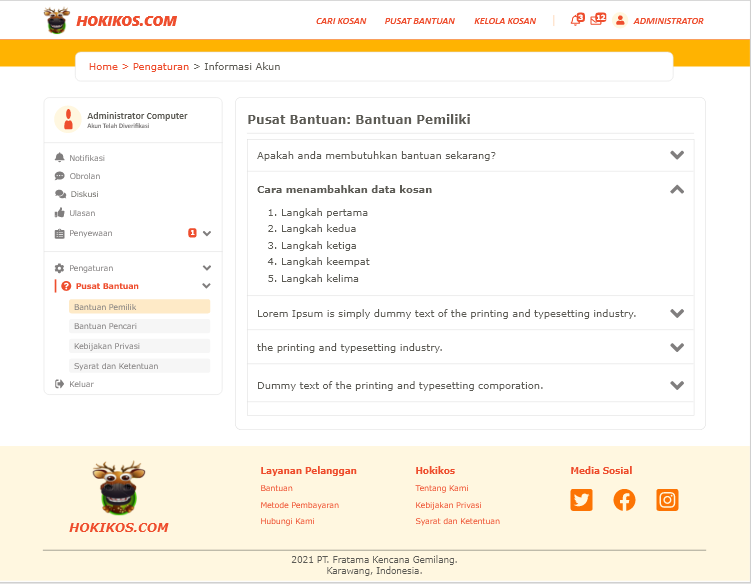 HOKIKOS.COM
CARI KOSAN
PUSAT BANTUAN
KELOLA KOSAN
3
12
ADMINISTRATOR
Home > Pengaturan > Informasi Akun
Administrator Computer
Akun Telah Diverifikasi
Notifikasi
Obrolan
Diskusi
Ulasan
Penyewaan
1
Pengaturan
Pusat Bantuan
Bantuan Pemilik
Bantuan Pencari
Kebijakan Privasi
Syarat dan Ketentuan
Keluar
Pusat Bantuan: Bantuan Pemiliki
Apakah anda membutuhkan bantuan sekarang?
Cara menambahkan data kosan
1. Langkah pertama
2. Langkah kedua
3. Langkah ketiga
4. Langkah keempat
5. Langkah kelima
Lorem Ipsum is simply dummy text of the printing and typesetting industry.
the printing and typesetting industry.
Dummy text of the printing and typesetting comporation.
HOKIKOS.COM
Layanan Pelanggan
Bantuan
Metode Pembayaran
Hubungi Kami
Hokikos
Tentang Kami
Kebijakan Privasi
Syarat dan Ketentuan
Media Sosial
2021 PT. Fratama Kencana Gemilang.
Karawang, Indonesia.